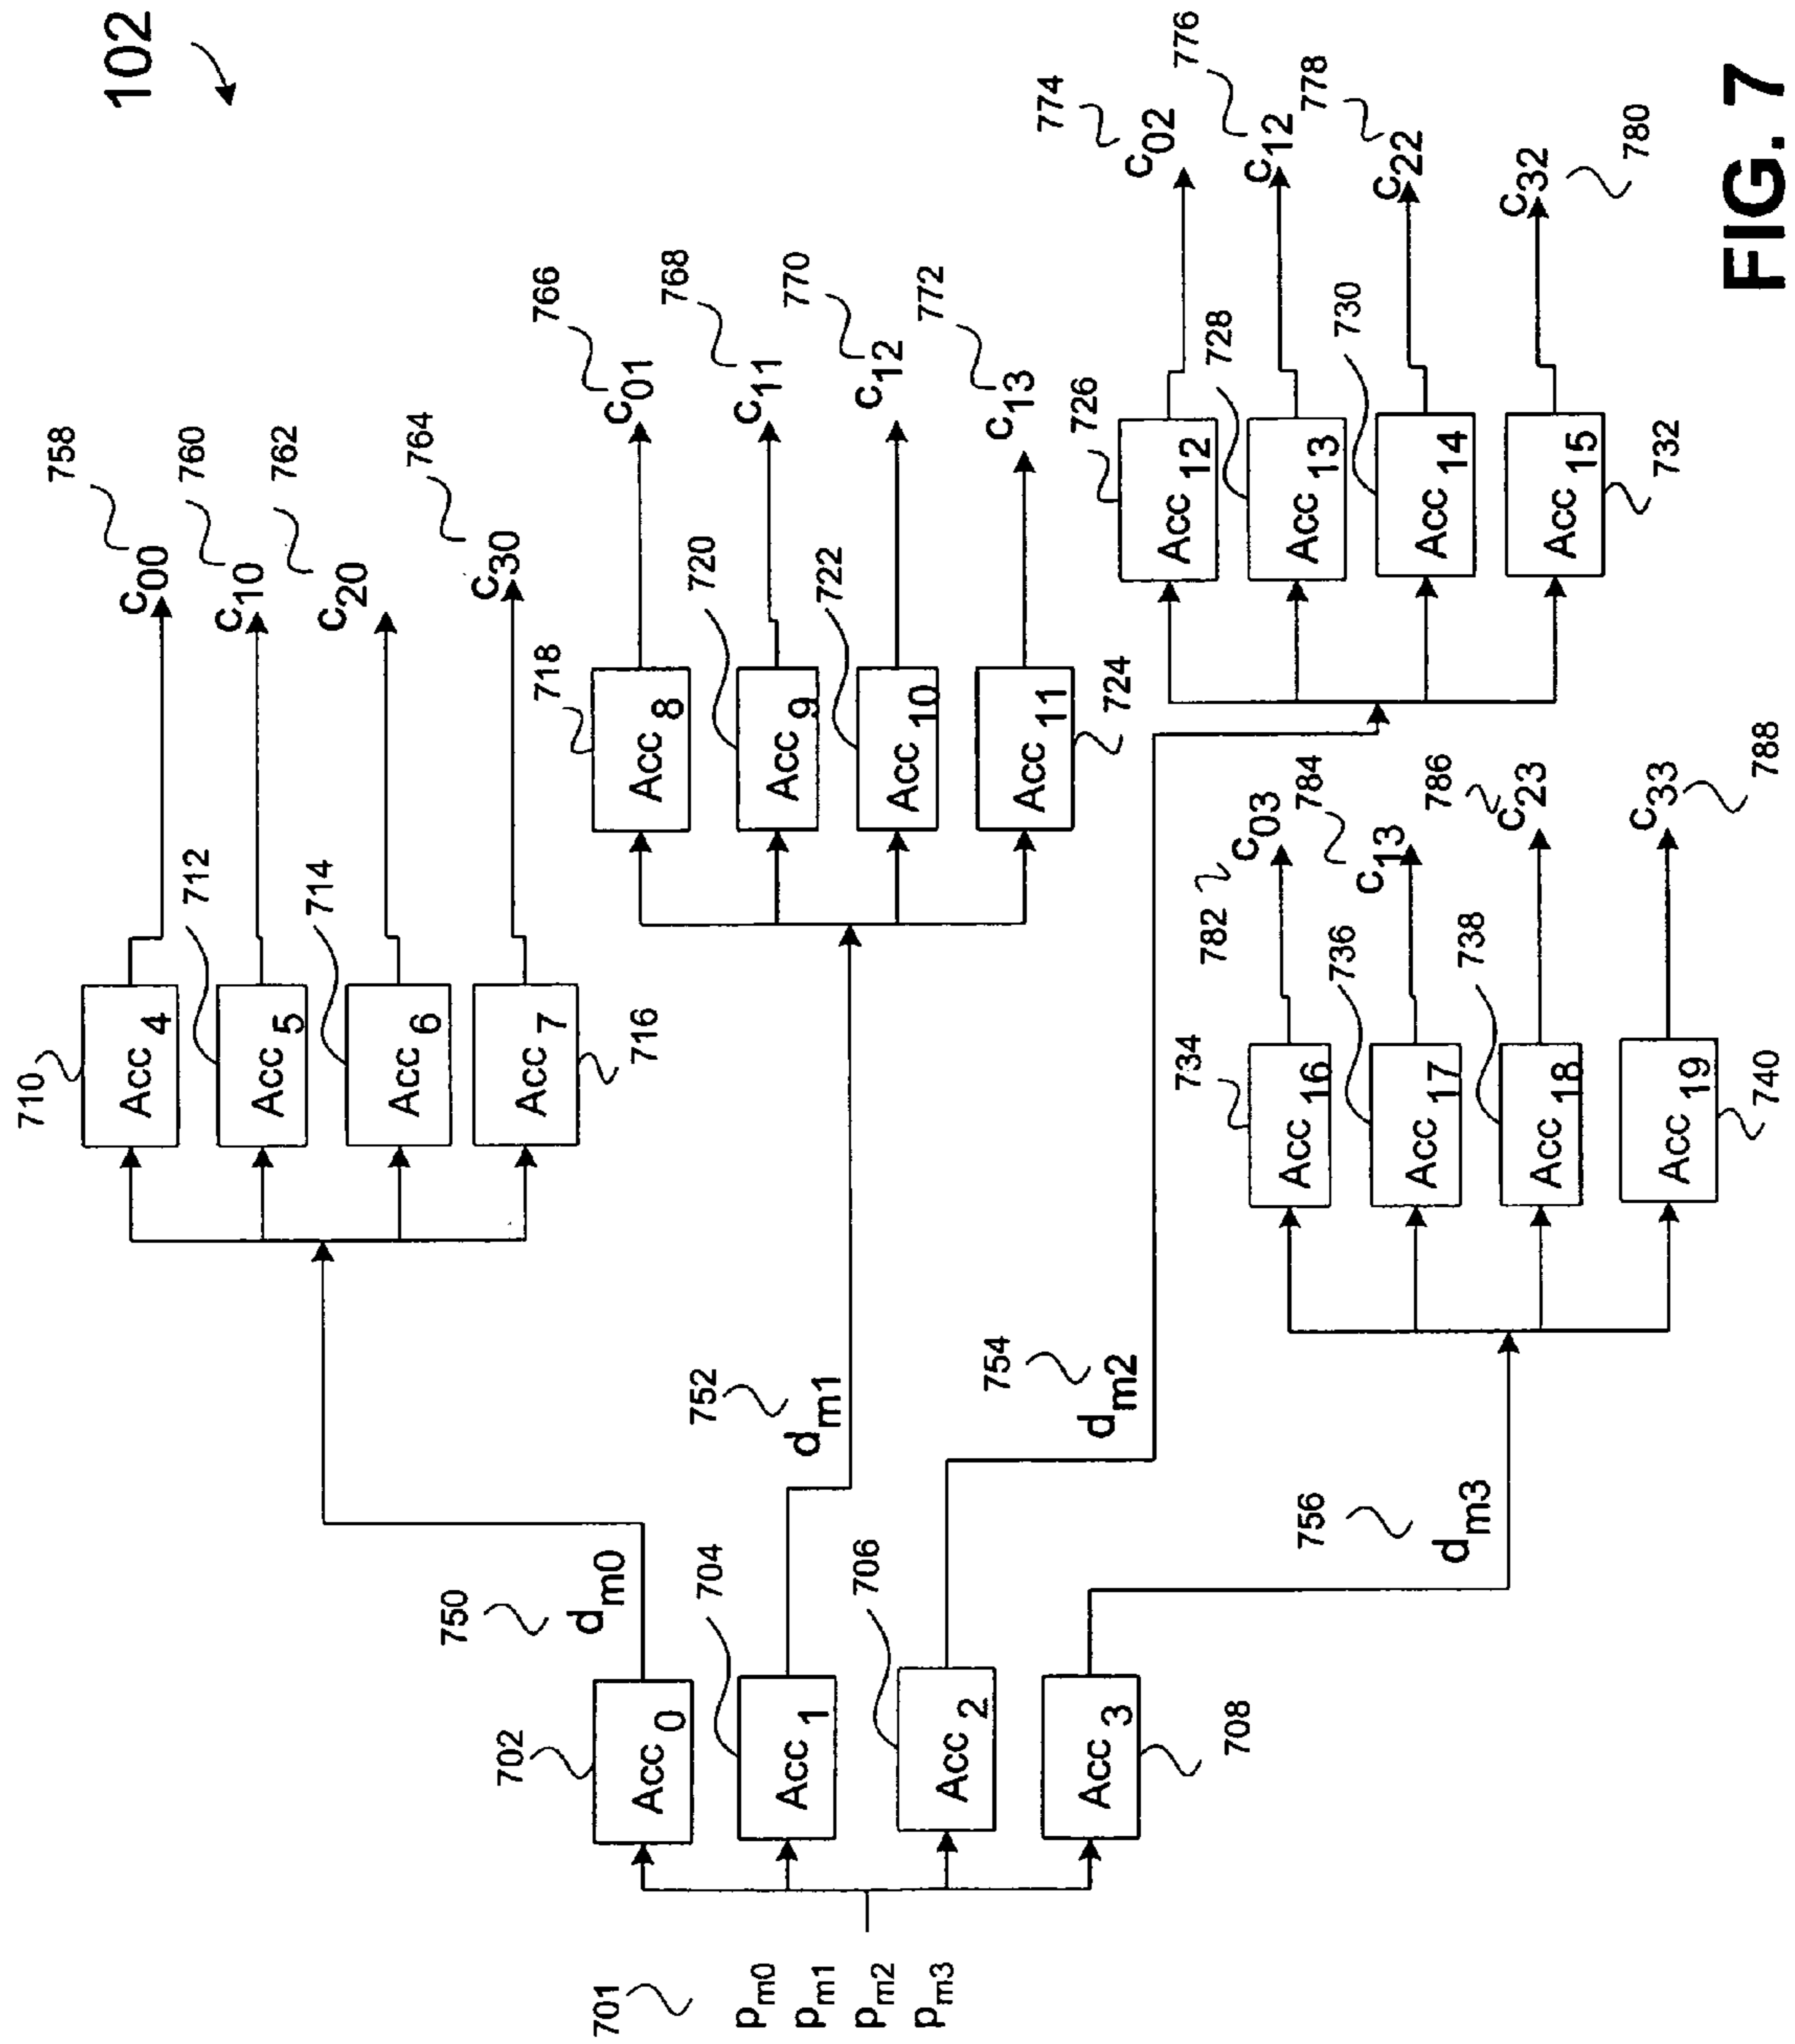 102
701
pm0
pm1
pm2
pm3
702
Acc 0
704
Acc 1
706
Acc 2
708
Acc 3
750
dm0
752
dm1
754
dm2
756
dm3
710
Acc 4
712
Acc 5
714
Acc 6
716
Acc 7
758
c00
760
c10
762
c20
764
c30
718
Acc 8
720
Acc 9
722
Acc 10
724
Acc 11
766
c01
768
c11
770
c12
772
c13
726
Acc 12
728
Acc 13
730
Acc 14
732
Acc 15
774
c02
776
c12
778
c22
780
c32
734
Acc 16
736
Acc 17
738
Acc 18
740
Acc 19
782
c03
784
c13
786
c23
788
c33
FIG. 7